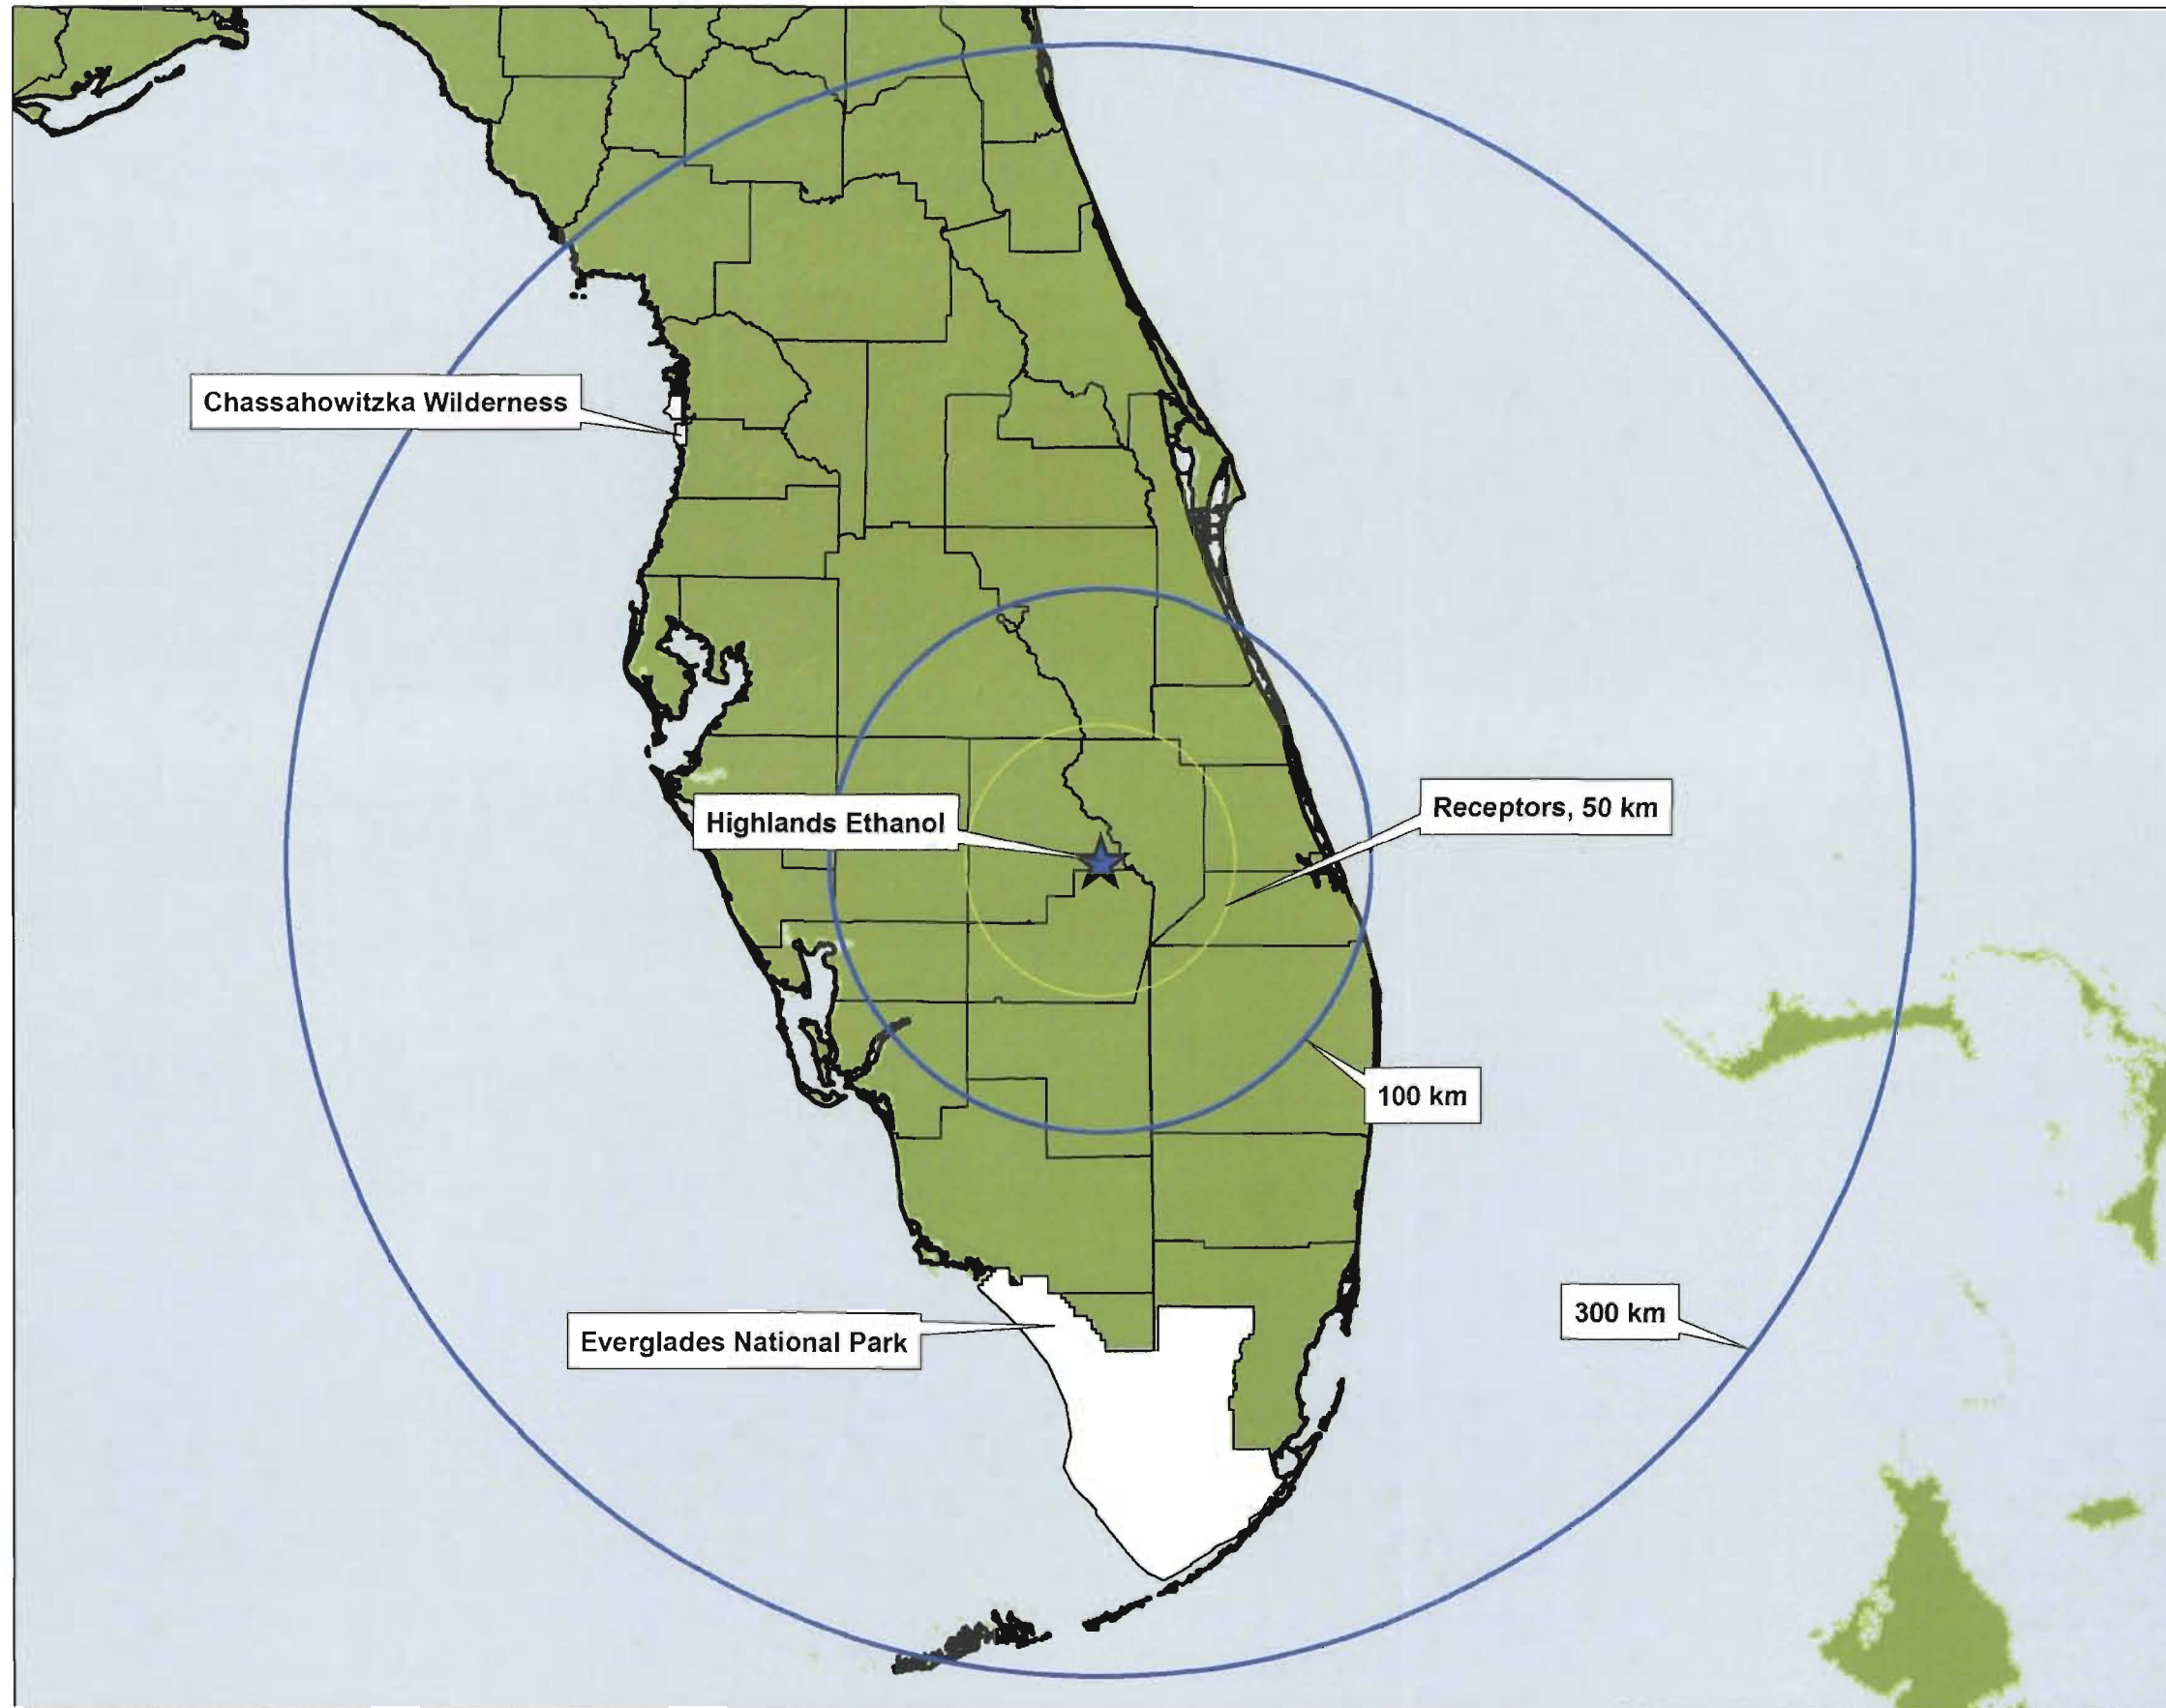 Chassahowitzka Wilderness
Highlands Ethanol
Receptors, 50 km
100 km
300 km
Everglades National Park